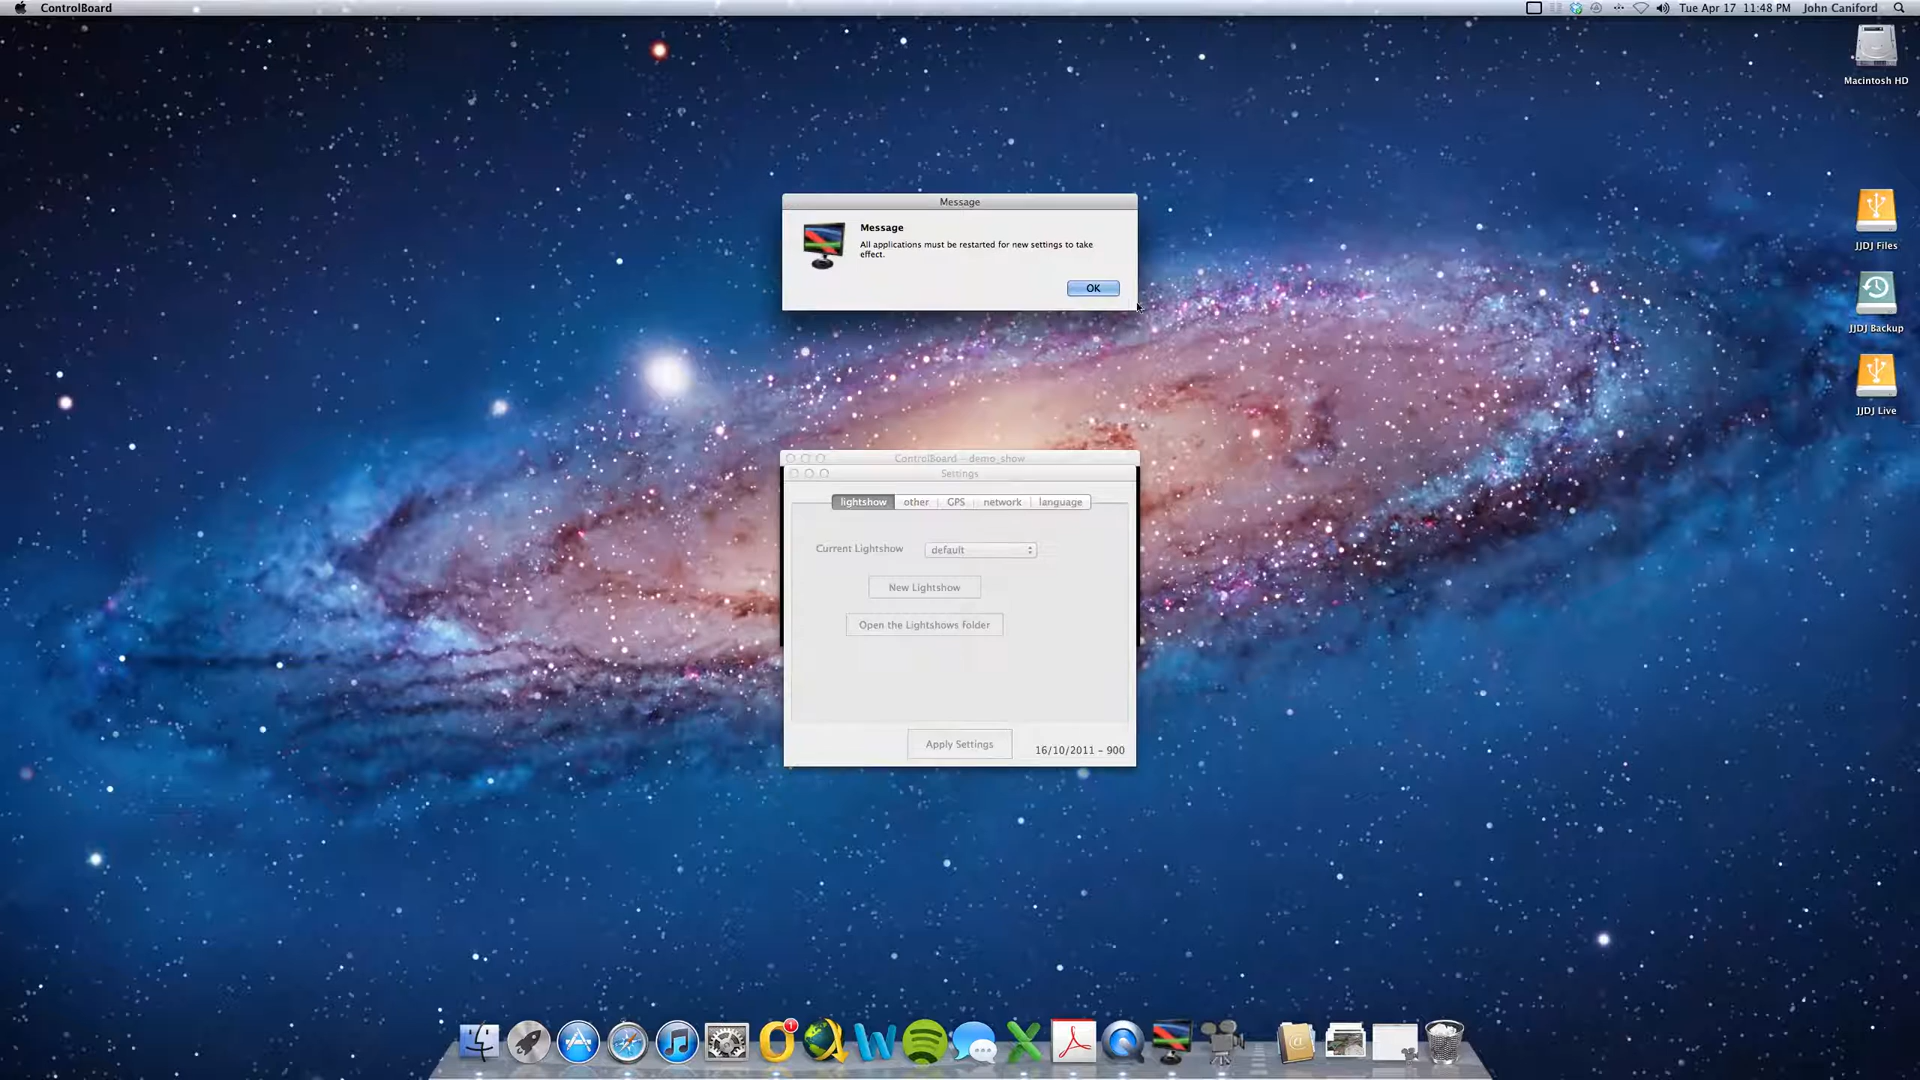 ControlBoard
Tue Apr 17 11:48 PM John Caniford
Macintosh HD
Message
Message
All applications must be restarted for new settings to take
effect.
OK
JJDJ Files
JJDJ Backup
JJDJ Live
ControlBoard - demo_show
Settings
lightshow other GPS network language
Current Lightshow default
New Lightshow
Open the Lightshows folder
Apply Settings 16/10/2011 - 900
1